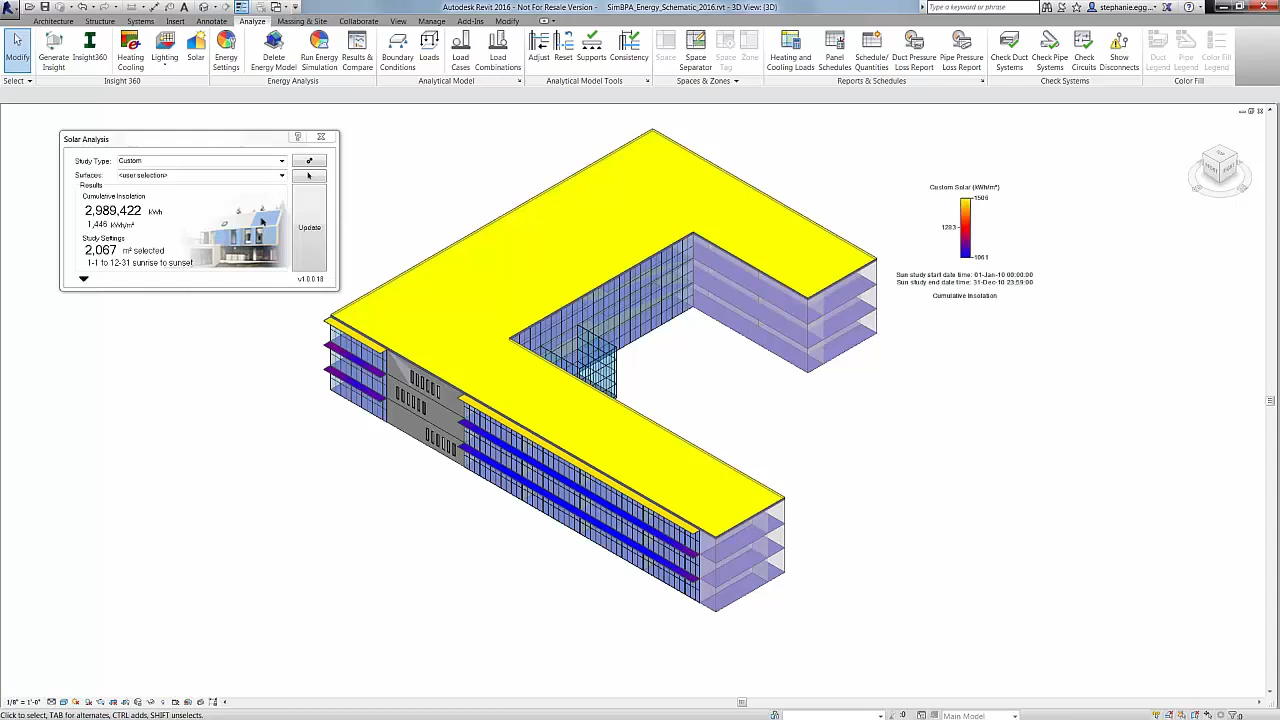 Autodesk Revit 2016 - Not For Resale Version - SimBPA_Energy_Schematic_2016.rvt - 3D View: {3D}
Type a keyword or phrase
stephanie.egg...
Architecture Structure Systems Insert Annotate Analyze Massing & Site Collaborate View Manage Add-Ins Modify
Modify Generate Insight Insight360 Heating Cooling Lighting Solar Energy Settings Delete Energy Model Run Energy Simulation Results & Compare Boundary Conditions Loads Load Cases Load Combinations Adjust Reset Supports Consistency Space Space Separator Space Tag Zone Heating and Cooling Loads Panel Schedules Schedule/ Quantities Duct Pressure Loss Report Pipe Pressure Loss Report Check Duct Systems Check Pipe Systems Check Circuits Show Disconnects Duct Legend Pipe Legend Color Fill Legend
Select Insight 360 Energy Analysis Analytical Model Analytical Model Tools Spaces & Zones Reports & Schedules Check Systems Color Fill
Solar Analysis
Study Type: Custom
Surfaces: <user selection>
Results
Cumulative Insolation
2,989,422 kWh
1,446 kWh/m²
Study Settings
2,067 m² selected
1-1 to 12-31 sunrise to sunset
Update
v1.0.0.18
Custom Solar (kWh/m²)
1506
1283
1061
Sun study start date time: 01-Jan-10 00:00:00
Sun study end date time: 31-Dec-10 23:59:00
Cumulative Insolation
1/8" = 1'-0"
Click to select, TAB for alternates, CTRL adds, SHIFT unselects.
:0
Main Model